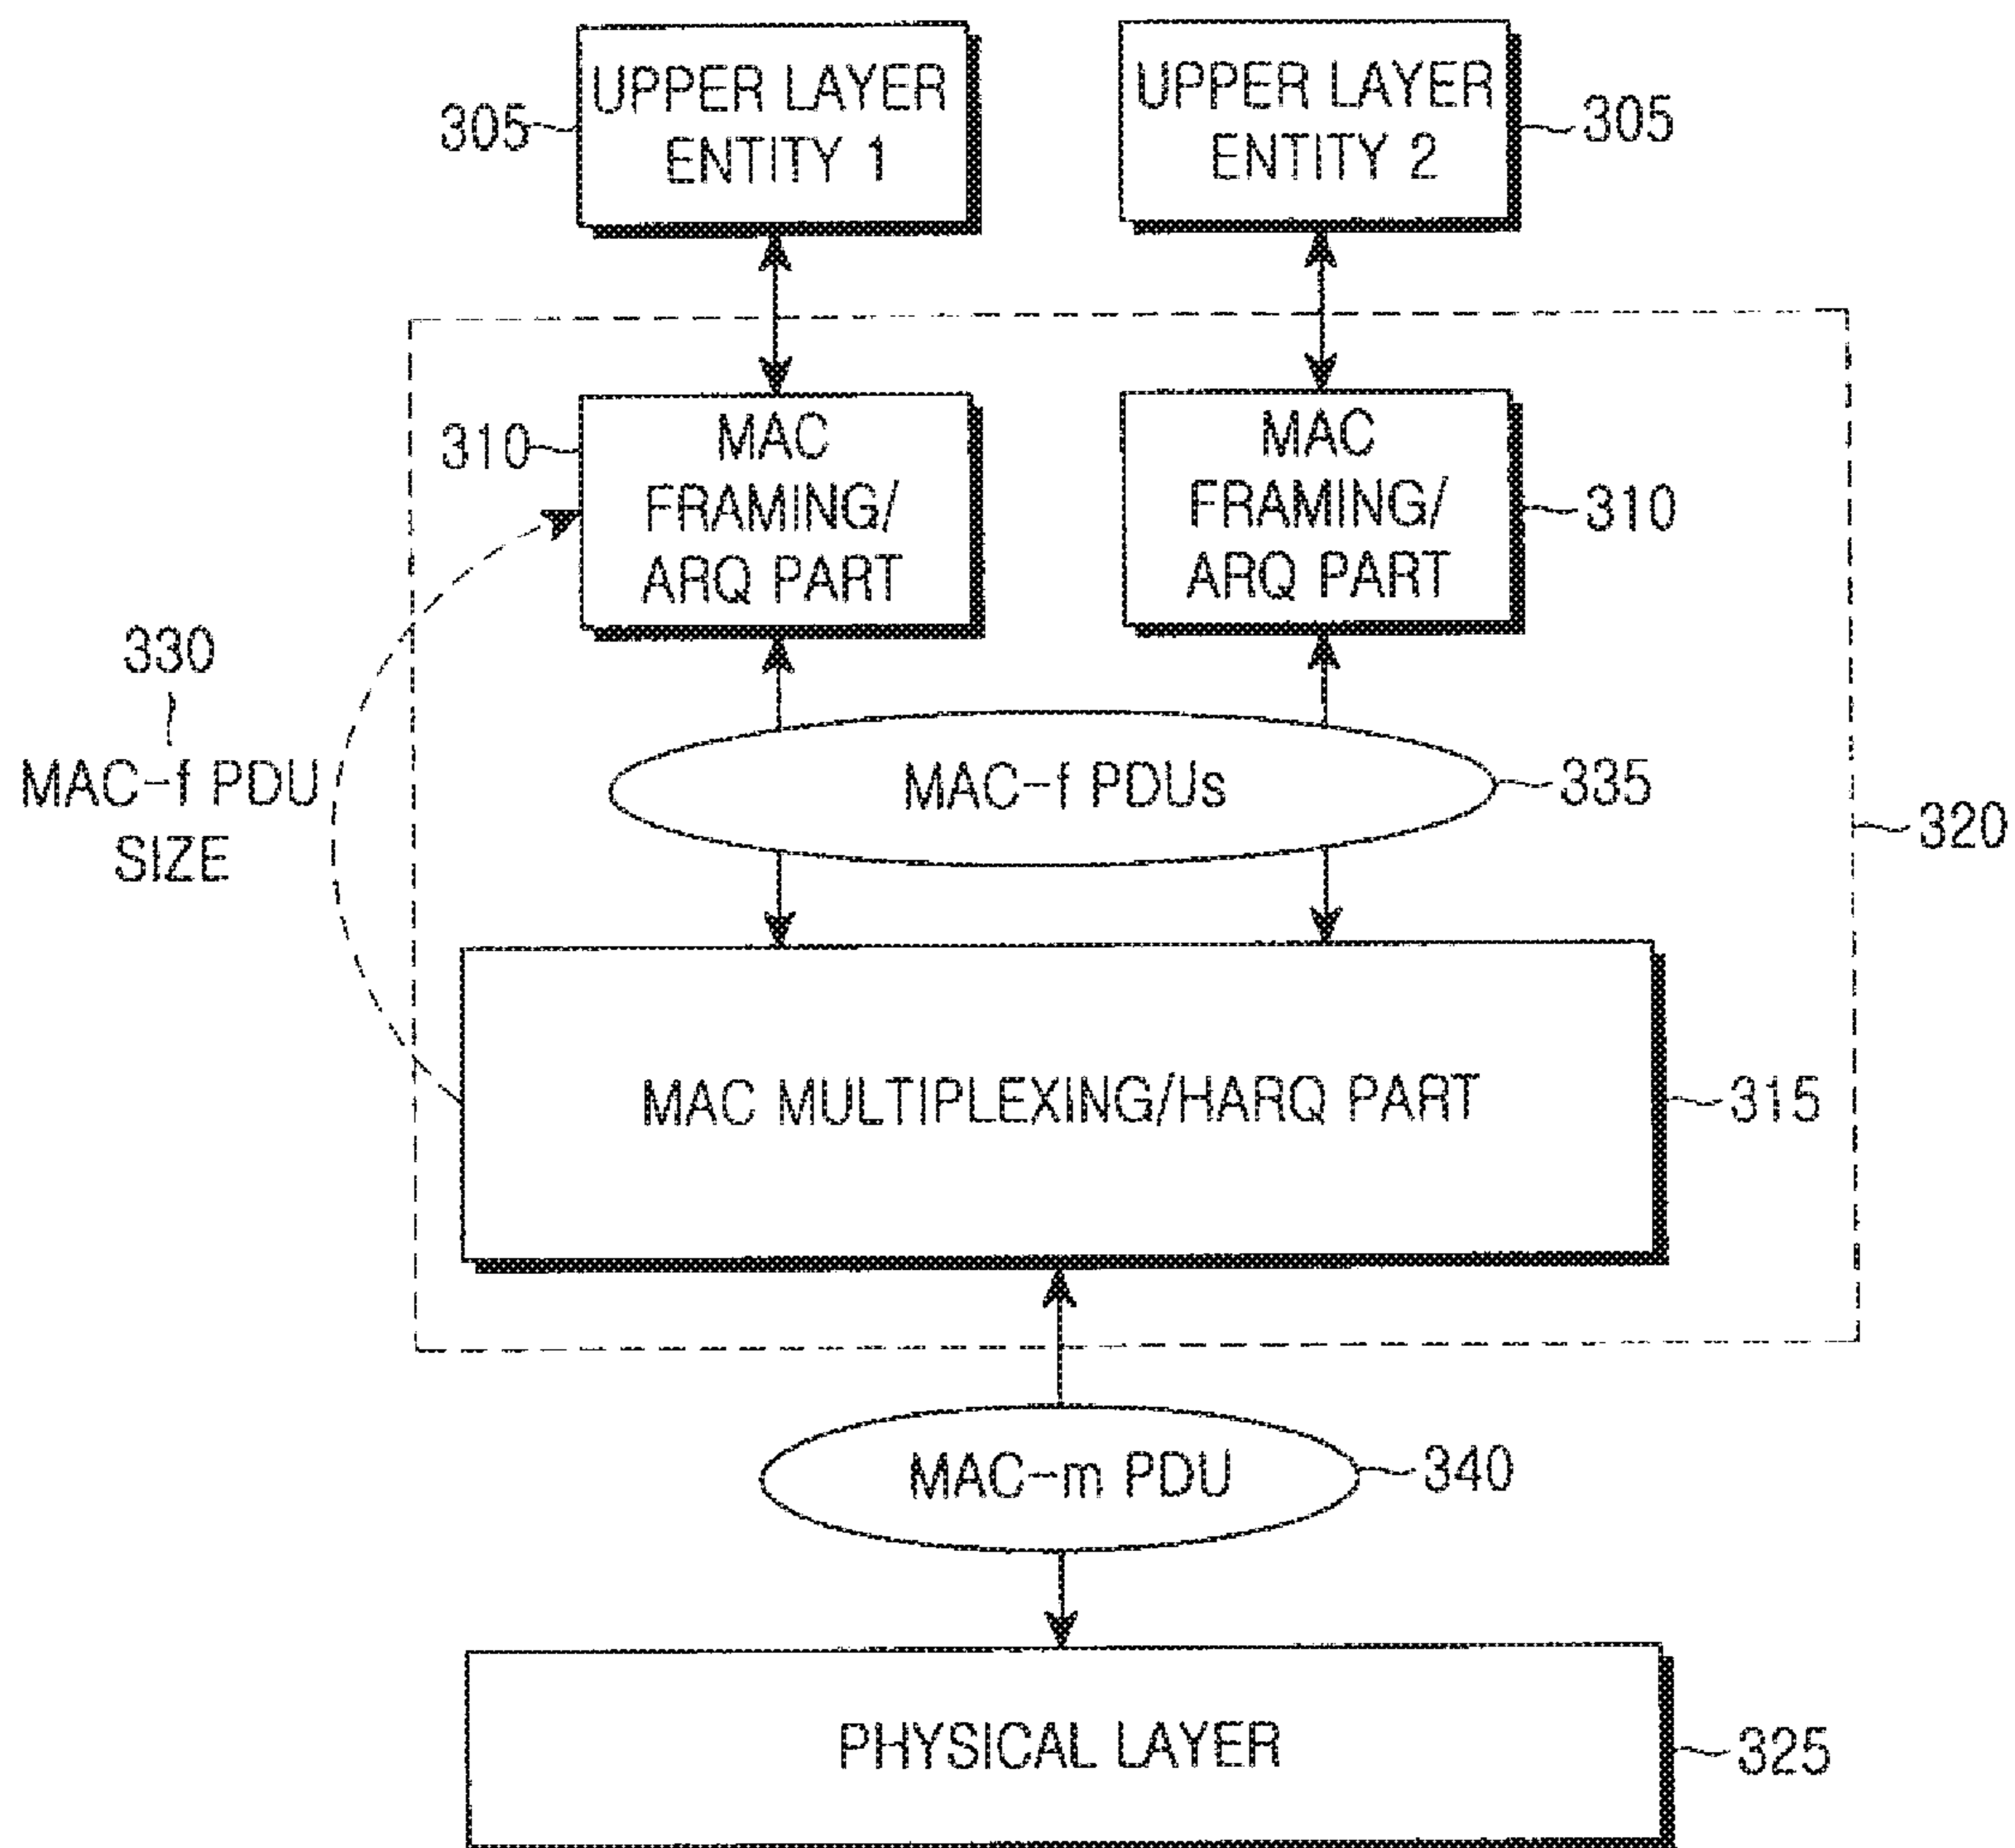 UPPER LAYER
ENTITY 1
305
UPPER LAYER
ENTITY 2
305
310
MAC
FRAMING/
ARQ PART
MAC
FRAMING/
ARQ PART
310
330
MAC-f PDU
SIZE
MAC-f PDUs
335
320
MAC MULTIPLEXING/HARQ PART
315
MAC-m PDU
340
PHYSICAL LAYER
325